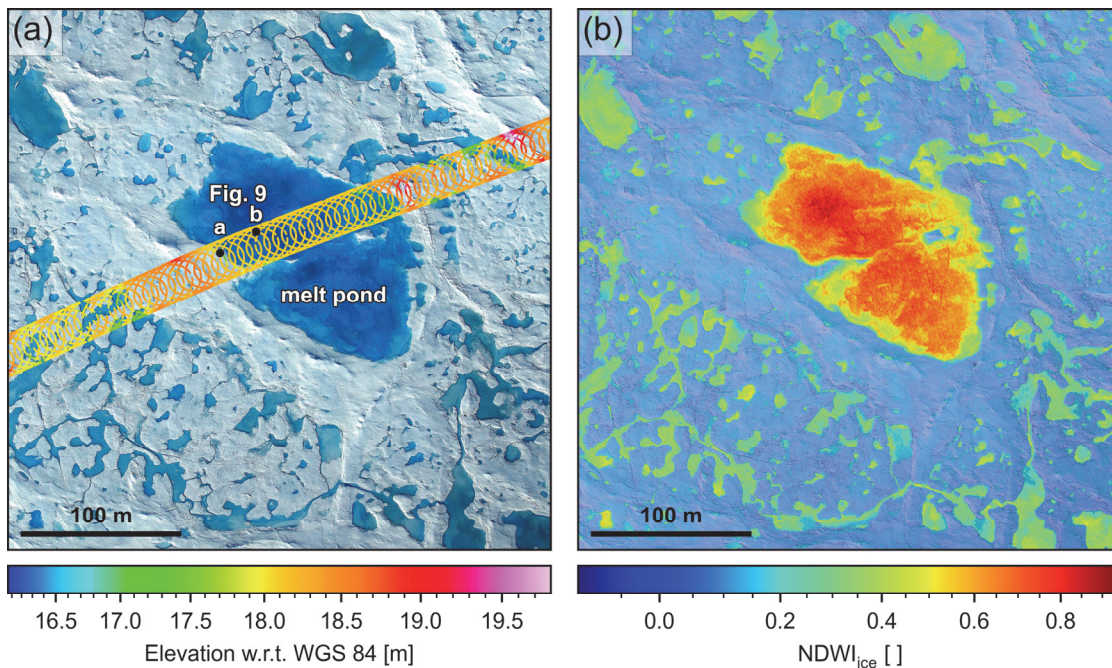 (a)
Fig. 9
b
a
melt pond
100 m
16.5 17.0 17.5 18.0 18.5 19.0 19.5
Elevation w.r.t. WGS 84 [m]
(b)
100 m
0.0 0.2 0.4 0.6 0.8
NDWIice [ ]